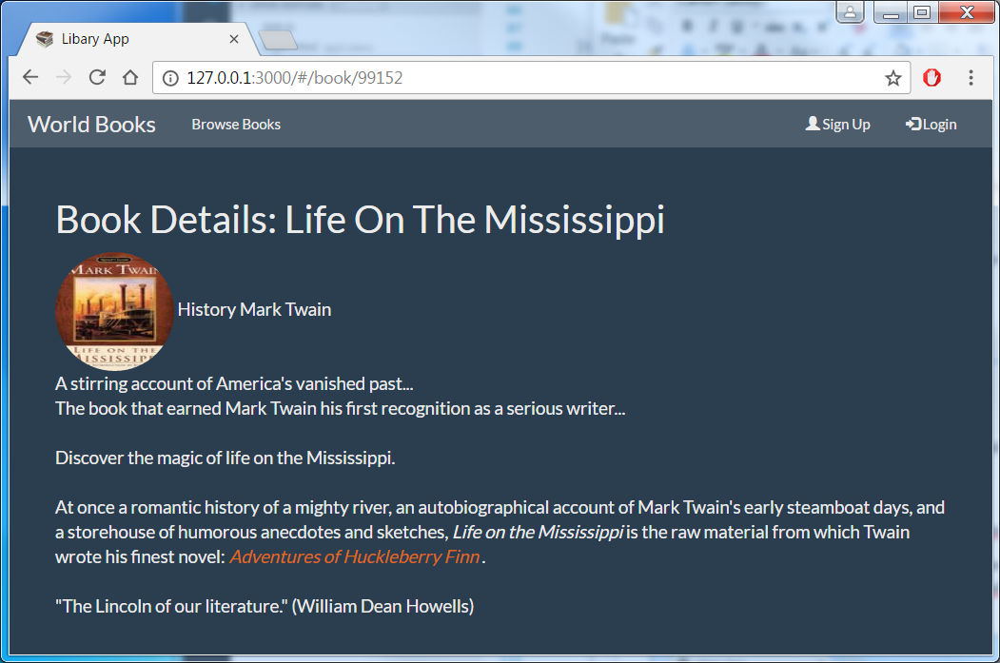 Libary App
127.0.0.1:3000/#/book/99152
World Books
Browse Books
Sign Up
Login
Book Details: Life On The Mississippi
MARK TWAIN
LIFE ON THE
MISSISSIPPI
History Mark Twain
A stirring account of America's vanished past...
The book that earned Mark Twain his first recognition as a serious writer...
Discover the magic of life on the Mississippi.
At once a romantic history of a mighty river, an autobiographical account of Mark Twain's early steamboat days, and
a storehouse of humorous anecdotes and sketches, Life on the Mississippi is the raw material from which Twain
wrote his finest novel: Adventures of Huckleberry Finn .
"The Lincoln of our literature." (William Dean Howells)